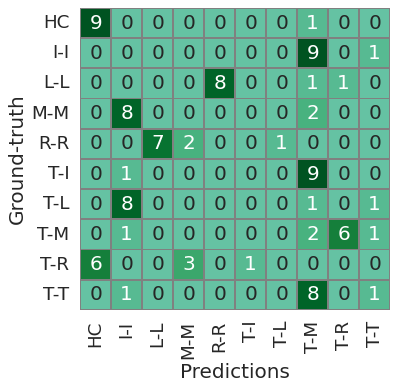 HC 9 0 0 0 0 0 0 1 0 0
I-I 0 0 0 0 0 0 0 9 0 1
L-L 0 0 0 0 8 0 0 1 1 0
M-M 0 8 0 0 0 0 0 2 0 0
R-R 0 0 7 2 0 0 1 0 0 0
T-I 0 1 0 0 0 0 0 9 0 0
T-L 0 8 0 0 0 0 0 1 0 1
T-M 0 1 0 0 0 0 0 2 6 1
T-R 6 0 0 3 0 1 0 0 0 0
T-T 0 1 0 0 0 0 0 8 0 1
Ground-truth
HC I-I L-L M-M R-R T-I T-L T-M T-R T-T
Predictions